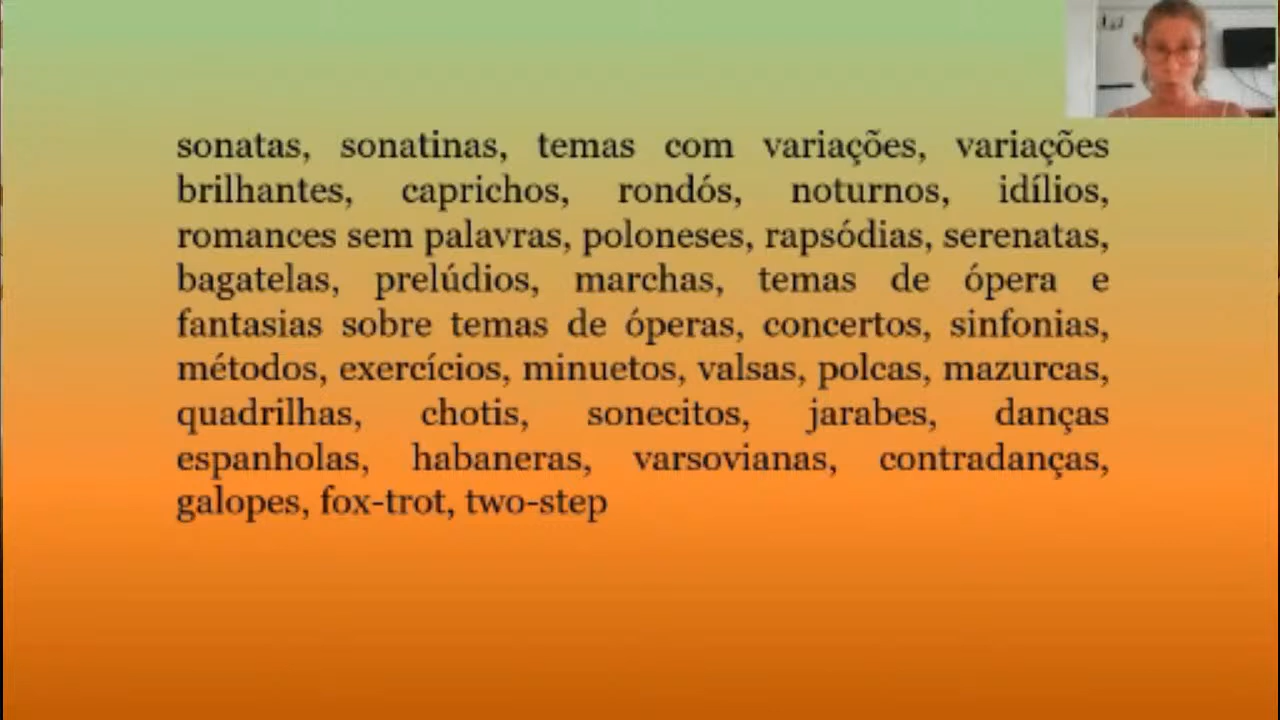 sonatas, sonatinas, temas com variações, variações
brilhantes, caprichos, rondós, noturnos, idílios,
romances sem palavras, poloneses, rapsódias, serenatas,
bagatelas, prelúdios, marchas, temas de ópera e
fantasias sobre temas de óperas, concertos, sinfonias,
métodos, exercícios, minuetos, valsas, polcas, mazurcas,
quadrilhas, chotis, sonecitos, jarabes, danças
espanholas, habaneras, varsovianas, contradanças,
galopes, fox-trot, two-step